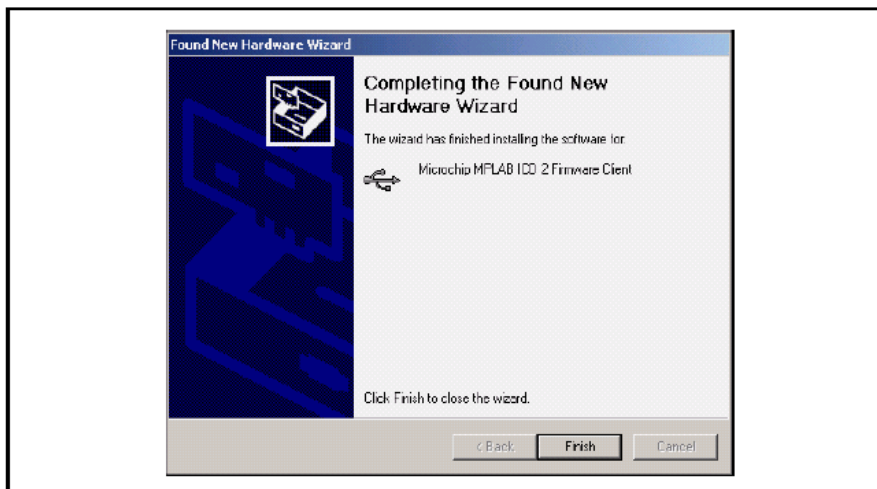 Found New Hardware Wizard
Completing the Found New
Hardware Wizard
The wizard has finished installing the software for:
Microchip MPLAB ICD 2 Firmware Client
Click Finish to close the wizard.
< Back
Finish
Cancel